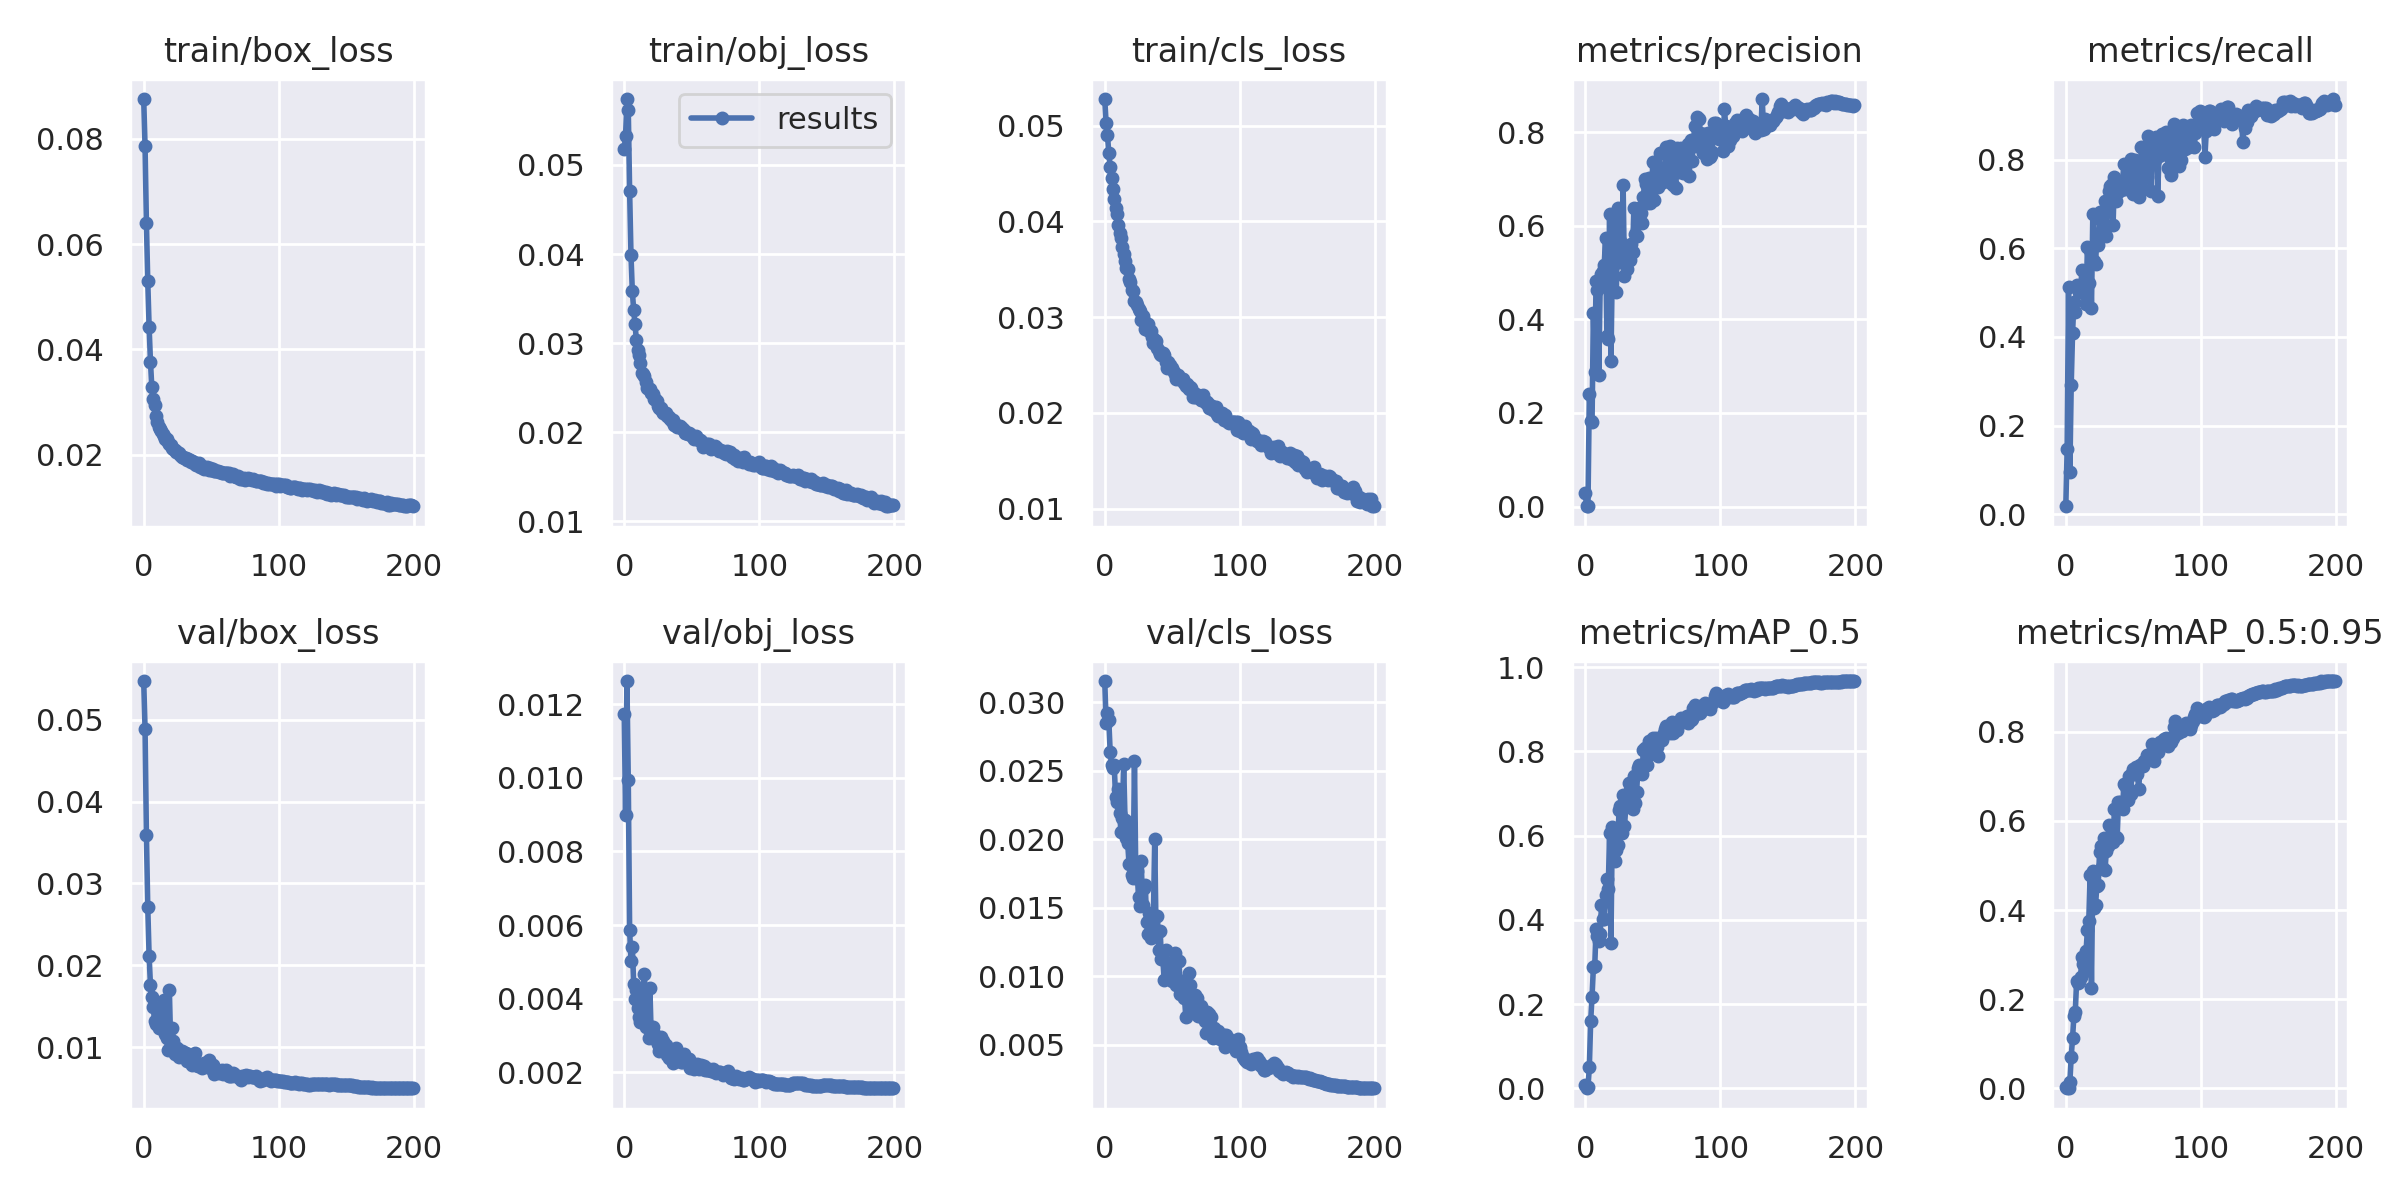 train/box_loss
0.08
0.06
0.04
0.02
0 100 200
train/obj_loss
results
0.05
0.04
0.03
0.02
0.01
0 100 200
train/cls_loss
0.05
0.04
0.03
0.02
0.01
0 100 200
metrics/precision
0.8
0.6
0.4
0.2
0.0
0 100 200
metrics/recall
0.8
0.6
0.4
0.2
0.0
0 100 200
val/box_loss
0.05
0.04
0.03
0.02
0.01
0 100 200
val/obj_loss
0.012
0.010
0.008
0.006
0.004
0.002
0 100 200
val/cls_loss
0.030
0.025
0.020
0.015
0.010
0.005
0 100 200
metrics/mAP_0.5
1.0
0.8
0.6
0.4
0.2
0.0
0 100 200
metrics/mAP_0.5:0.95
0.8
0.6
0.4
0.2
0.0
0 100 200